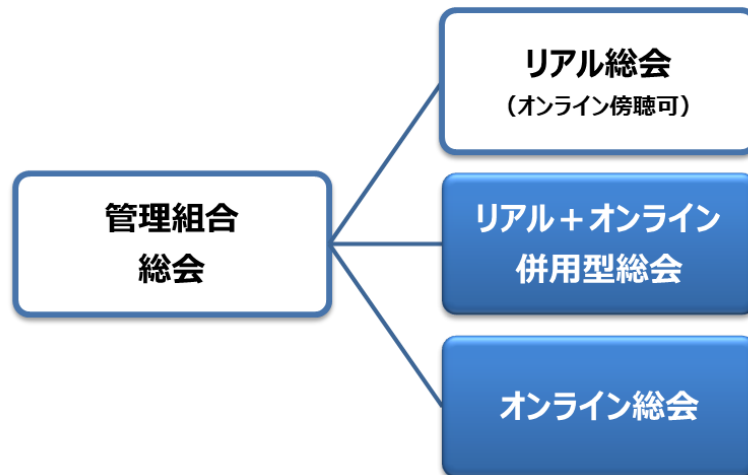 リアル総会
（オンライン傍聴可）
管理組合
総会
リアル＋オンライン
併用型総会
オンライン総会